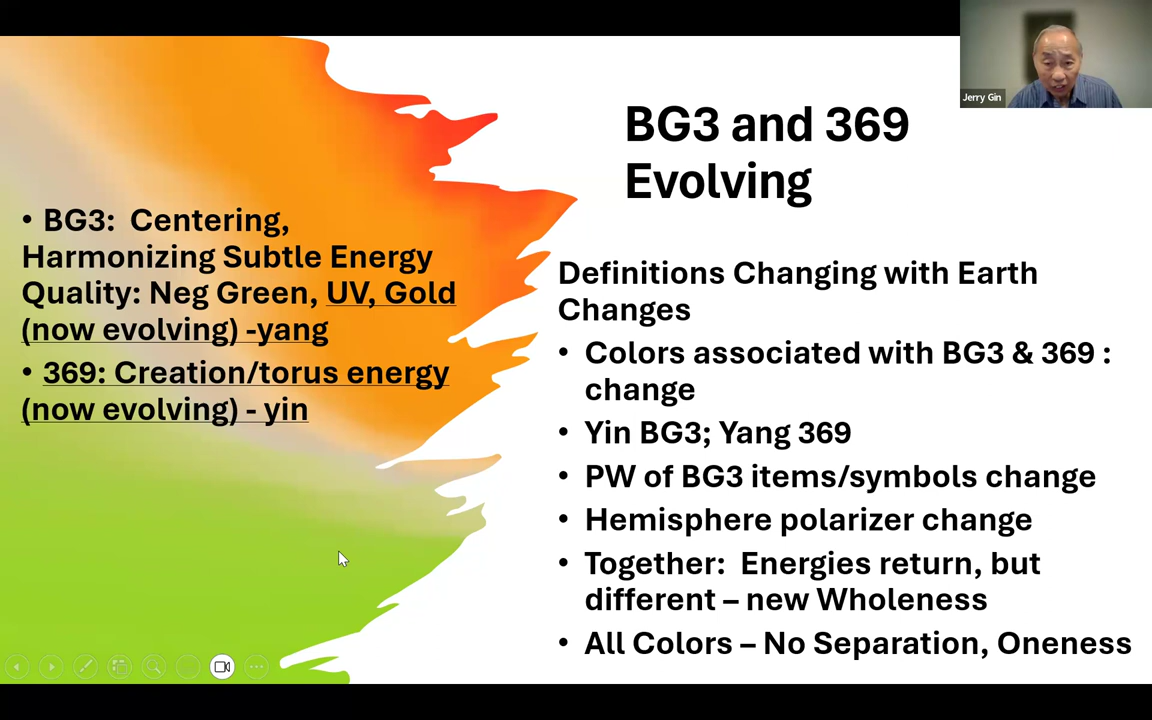 Jerry Gin
BG3 and 369
Evolving
• BG3:  Centering,
Harmonizing Subtle Energy
Quality: Neg Green, UV, Gold
(now evolving) -yang
• 369: Creation/torus energy
(now evolving) - yin
Definitions Changing with Earth
Changes
• Colors associated with BG3 & 369 :
change
• Yin BG3; Yang 369
• PW of BG3 items/symbols change
• Hemisphere polarizer change
• Together:  Energies return, but
different – new Wholeness
• All Colors – No Separation, Oneness